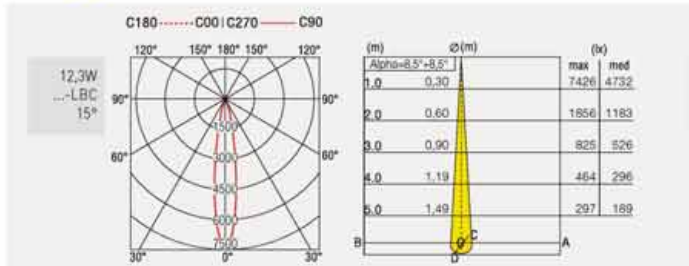 C180 C00 | C270 C90
120° 150° 180° 150° 120°
90° 90°
60° 60°
1500
3000
4500
6000
7500
30° 0° 30°
12,3W
...-LBC
15°
(m) Ø(m) (lx)
Alpha=8,5°+8,5° max med
1.0 0,30 7426 4732
2.0 0,60 1856 1183
3.0 0,90 825 526
4.0 1,19 464 296
5.0 1,49 297 189
B C A
D